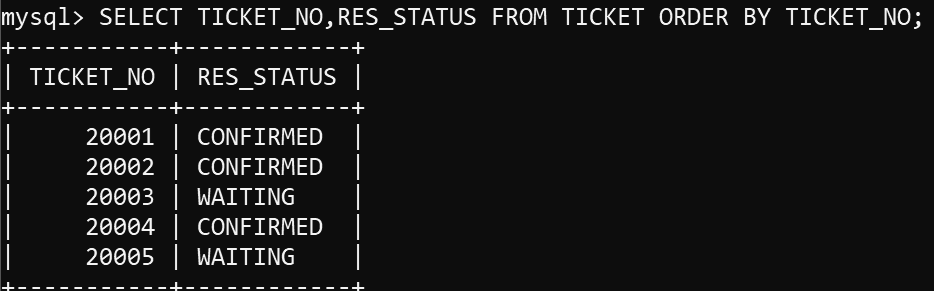 mysql> SELECT TICKET_NO,RES_STATUS FROM TICKET ORDER BY TICKET_NO;
+-----------+------------+
| TICKET_NO | RES_STATUS |
+-----------+------------+
|     20001 | CONFIRMED  |
|     20002 | CONFIRMED  |
|     20003 | WAITING    |
|     20004 | CONFIRMED  |
|     20005 | WAITING    |
+-----------+------------+